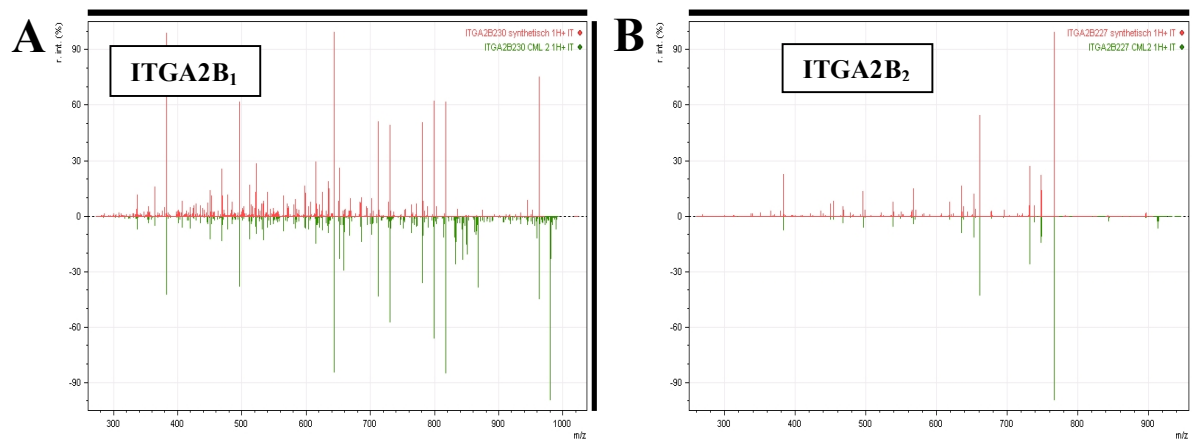 A
ITGA2B₁
ITGA2B230 synthetisch 1H+ IT
ITGA2B230 CML 2 1H+ IT
r. int. (%)
90
60
30
0
-30
-60
-90
300 400 500 600 700 800 900 1000
m/z
B
ITGA2B₂
ITGA2B227 synthetisch 1H+ IT
ITGA2B227 CML2 1H+ IT
r. int. (%)
90
60
30
0
-30
-60
-90
300 400 500 600 700 800 900
m/z